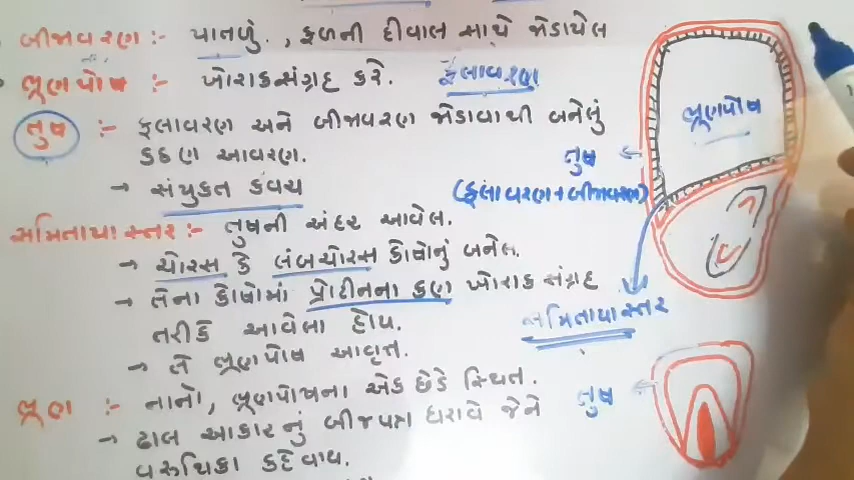 બીજાવરણ :- પાતળું, ફળની દીવાલ સાથે જોડાયેલ
ભ્રૂણપોષ :- ખોરાકસંગ્રહ કરે. ફલાવરણ
તુષ :- ફલાવરણ અને બીજાવરણ જોડાવાથી બનેલું
કઠણ આવરણ.
→ સંયુક્ત કવચ
સમિતાયા સ્તર :- તુષની અંદર આવેલ.
→ ચોરસ કે લંબચોરસ કોષોનું બનેલ.
→ તેના કોષોમાં પ્રોટીનના કણ ખોરાક સંગ્રહ
તરીકે આવેલા હોય.
→ તે ભ્રૂણપોષ આવૃત્ત.
ભ્રૂણ :- નાનો, ભ્રૂણપોષના એક છેડે સ્થિત.
→ ઢાલ આકારનું બીજપત્ર ધરાવે જેને
વરુથિકા કહેવાય.
ભ્રૂણપોષ
તુષ
(ફલાવરણ+બીજાવરણ)
સમિતાયા સ્તર
તુષ